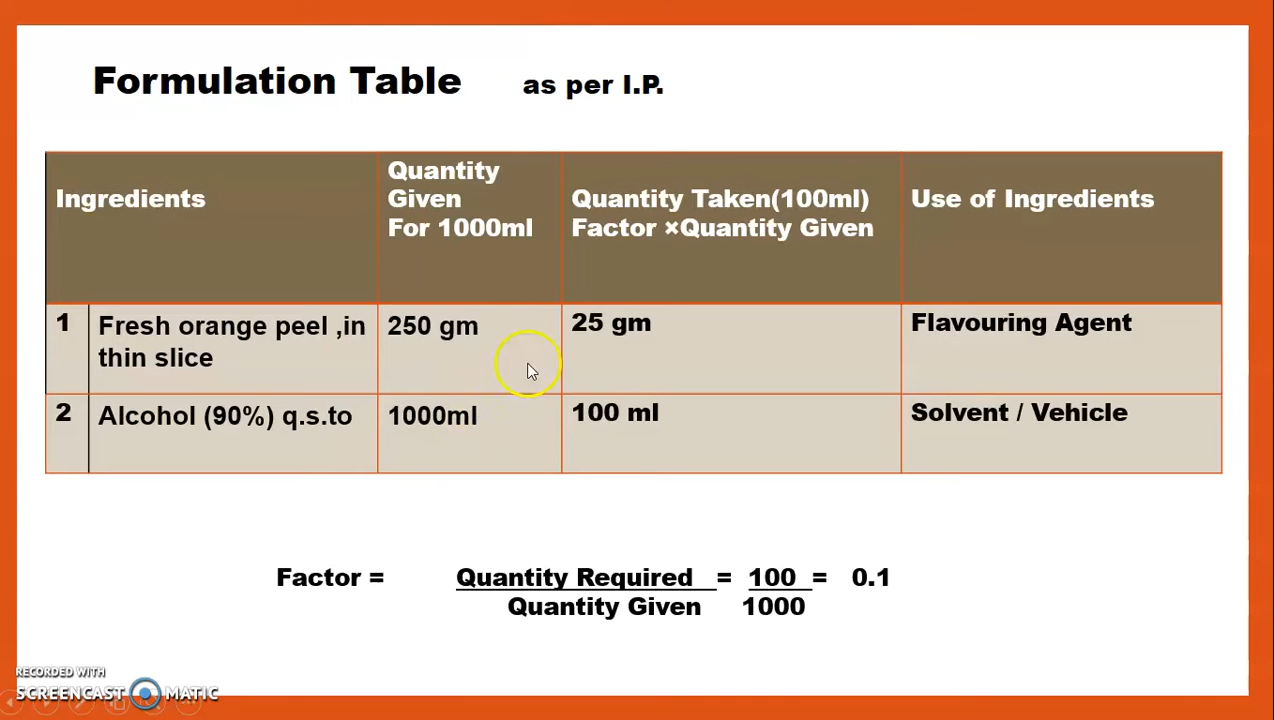 Formulation Table as per I.P.
Ingredients
Quantity
Given
For 1000ml
Quantity Taken(100ml)
Factor ×Quantity Given
Use of Ingredients
1
Fresh orange peel ,in
thin slice
250 gm
25 gm
Flavouring Agent
2
Alcohol (90%) q.s.to
1000ml
100 ml
Solvent / Vehicle
Factor = Quantity Required = 100 = 0.1
Quantity Given 1000
RECORDED WITH
SCREENCAST MATIC